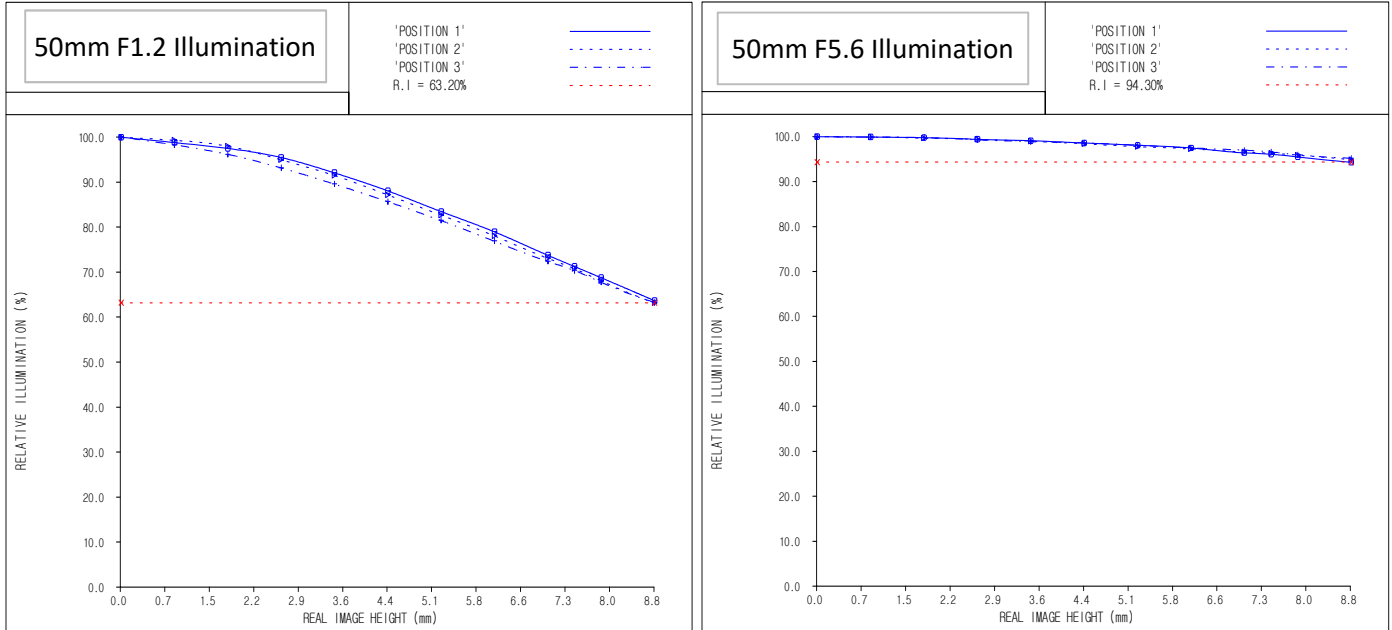 50mm F1.2 Illumination
'POSITION 1'
'POSITION 2'
'POSITION 3'
R.I = 63.20%
RELATIVE ILLUMINATION (%)
100.0
90.0
80.0
70.0
60.0
50.0
40.0
30.0
20.0
10.0
0.0
0.0 0.7 1.5 2.2 2.9 3.6 4.4 5.1 5.8 6.6 7.3 8.0 8.8
REAL IMAGE HEIGHT (mm)
50mm F5.6 Illumination
'POSITION 1'
'POSITION 2'
'POSITION 3'
R.I = 94.30%
RELATIVE ILLUMINATION (%)
100.0
90.0
80.0
70.0
60.0
50.0
40.0
30.0
20.0
10.0
0.0
0.0 0.7 1.5 2.2 2.9 3.6 4.4 5.1 5.8 6.6 7.3 8.0 8.8
REAL IMAGE HEIGHT (mm)